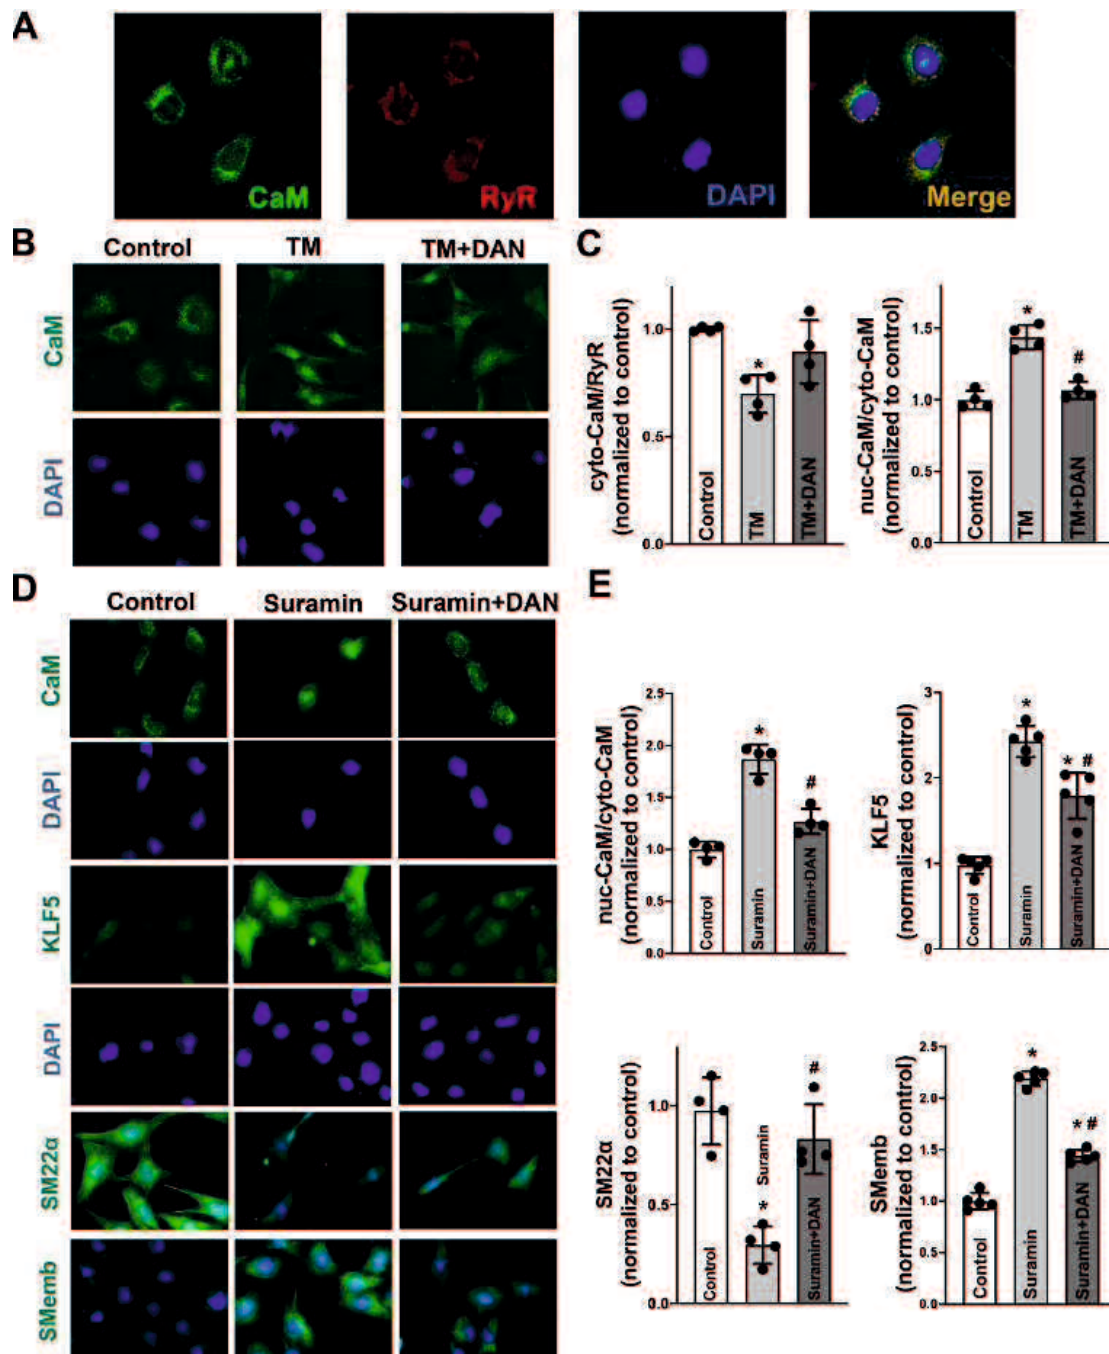 A
CaM
RyR
DAPI
Merge
B
Control TM TM+DAN
CaM
DAPI
C
cyto-CaM/RyR
(normalized to control)
1.0
0.5
0.0
*
Control
TM
TM+DAN
nuc-CaM/cyto-CaM
(normalized to control)
1.5
1.0
0.5
0.0
*
#
Control
TM
TM+DAN
D
Control Suramin Suramin+DAN
CaM
DAPI
KLF5
DAPI
SM22α
SMemb
E
nuc-CaM/cyto-CaM
(normalized to control)
2.5
2.0
1.5
1.0
0.5
0.0
*
#
Control
Suramin
Suramin+DAN
KLF5
(normalized to control)
3
2
1
0
*
* #
Control
Suramin
Suramin+DAN
SM22α
(normalized to control)
1.0
0.5
0.0
*
#
Control
Suramin
Suramin+DAN
SMemb
(normalized to control)
2.5
2.0
1.5
1.0
0.5
0.0
*
* #
Control
Suramin
Suramin+DAN